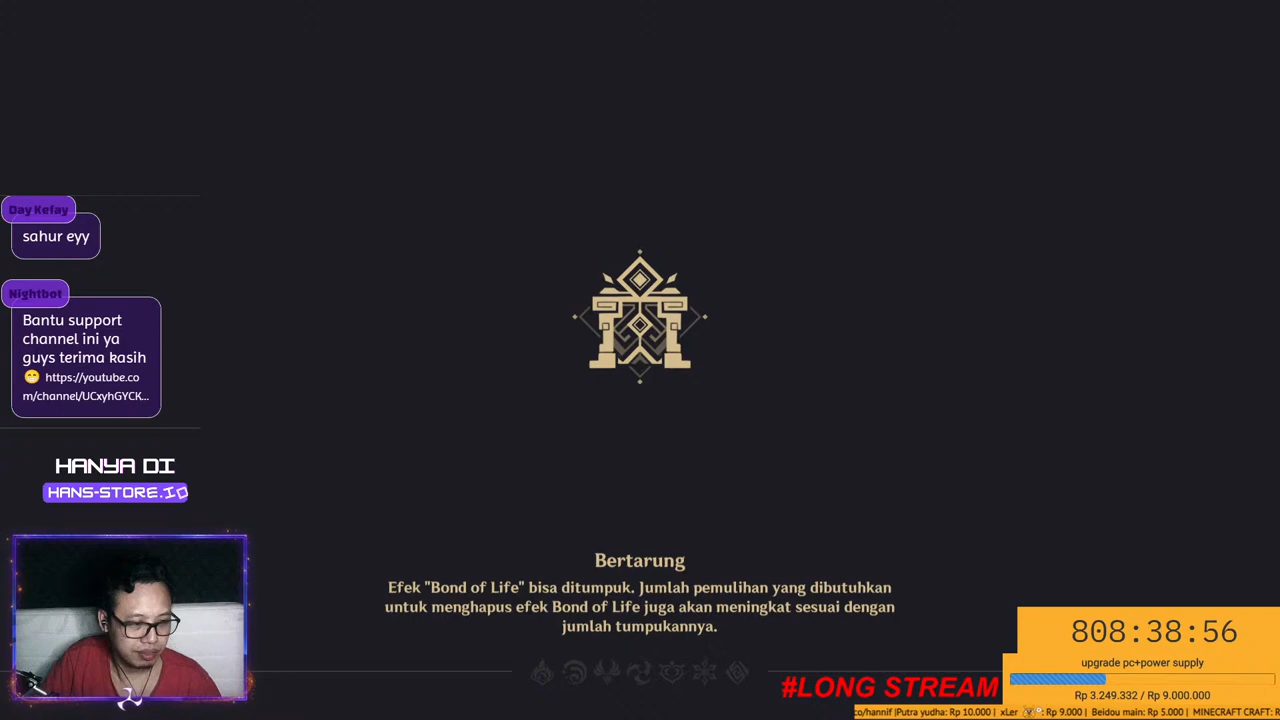 Day Kefay
sahur eyy
Nightbot
Bantu support
channel ini ya
guys terima kasih
😁 https://youtube.co
m/channel/UCxyhGYCK...
HANYA DI
HANS-STORE.IO
Bertarung
Efek "Bond of Life" bisa ditumpuk. Jumlah pemulihan yang dibutuhkan
untuk menghapus efek Bond of Life juga akan meningkat sesuai dengan
jumlah tumpukannya.
808:38:56
upgrade pc+power supply
Rp 3.249.332 / Rp 9.000.000
#LONG STREAM
co/hannif |Putra yudha: Rp 10.000 | xLer : Rp 9.000 | Beidou main: Rp 5.000 | MINECRAFT CRAFT: R